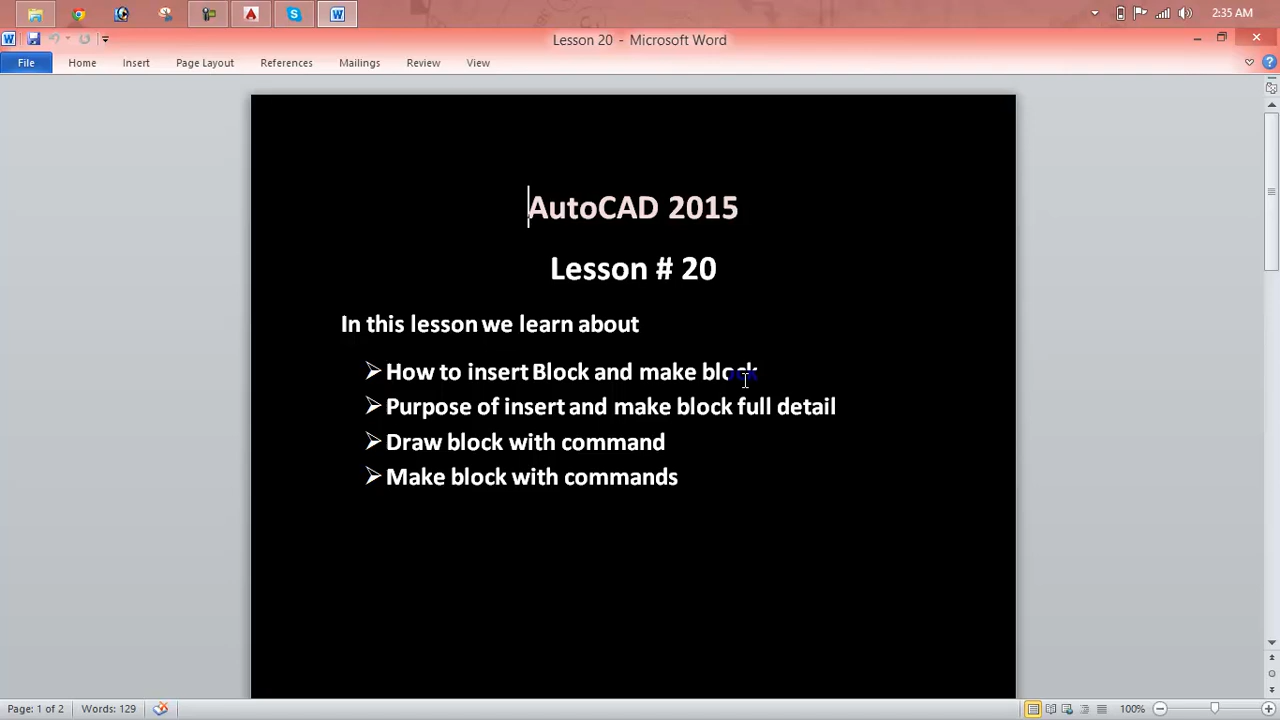 2:35 AM
Lesson 20 - Microsoft Word
File Home Insert Page Layout References Mailings Review View
AutoCAD 2015
Lesson # 20
In this lesson we learn about
How to insert Block and make block
Purpose of insert and make block full detail
Draw block with command
Make block with commands
Page: 1 of 2 Words: 129 100%